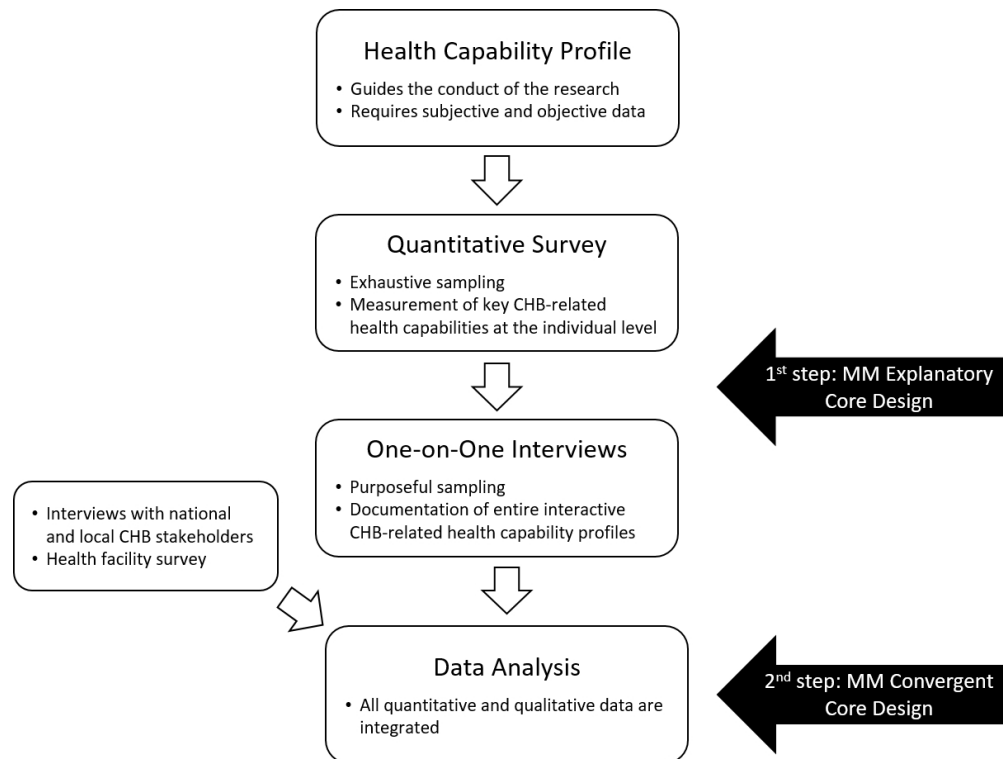 Health Capability Profile
• Guides the conduct of the research
• Requires subjective and objective data
Quantitative Survey
• Exhaustive sampling
• Measurement of key CHB-related
health capabilities at the individual level
1st step: MM Explanatory
Core Design
One-on-One Interviews
• Purposeful sampling
• Documentation of entire interactive
CHB-related health capability profiles
• Interviews with national
and local CHB stakeholders
• Health facility survey
Data Analysis
• All quantitative and qualitative data are
integrated
2nd step: MM Convergent
Core Design